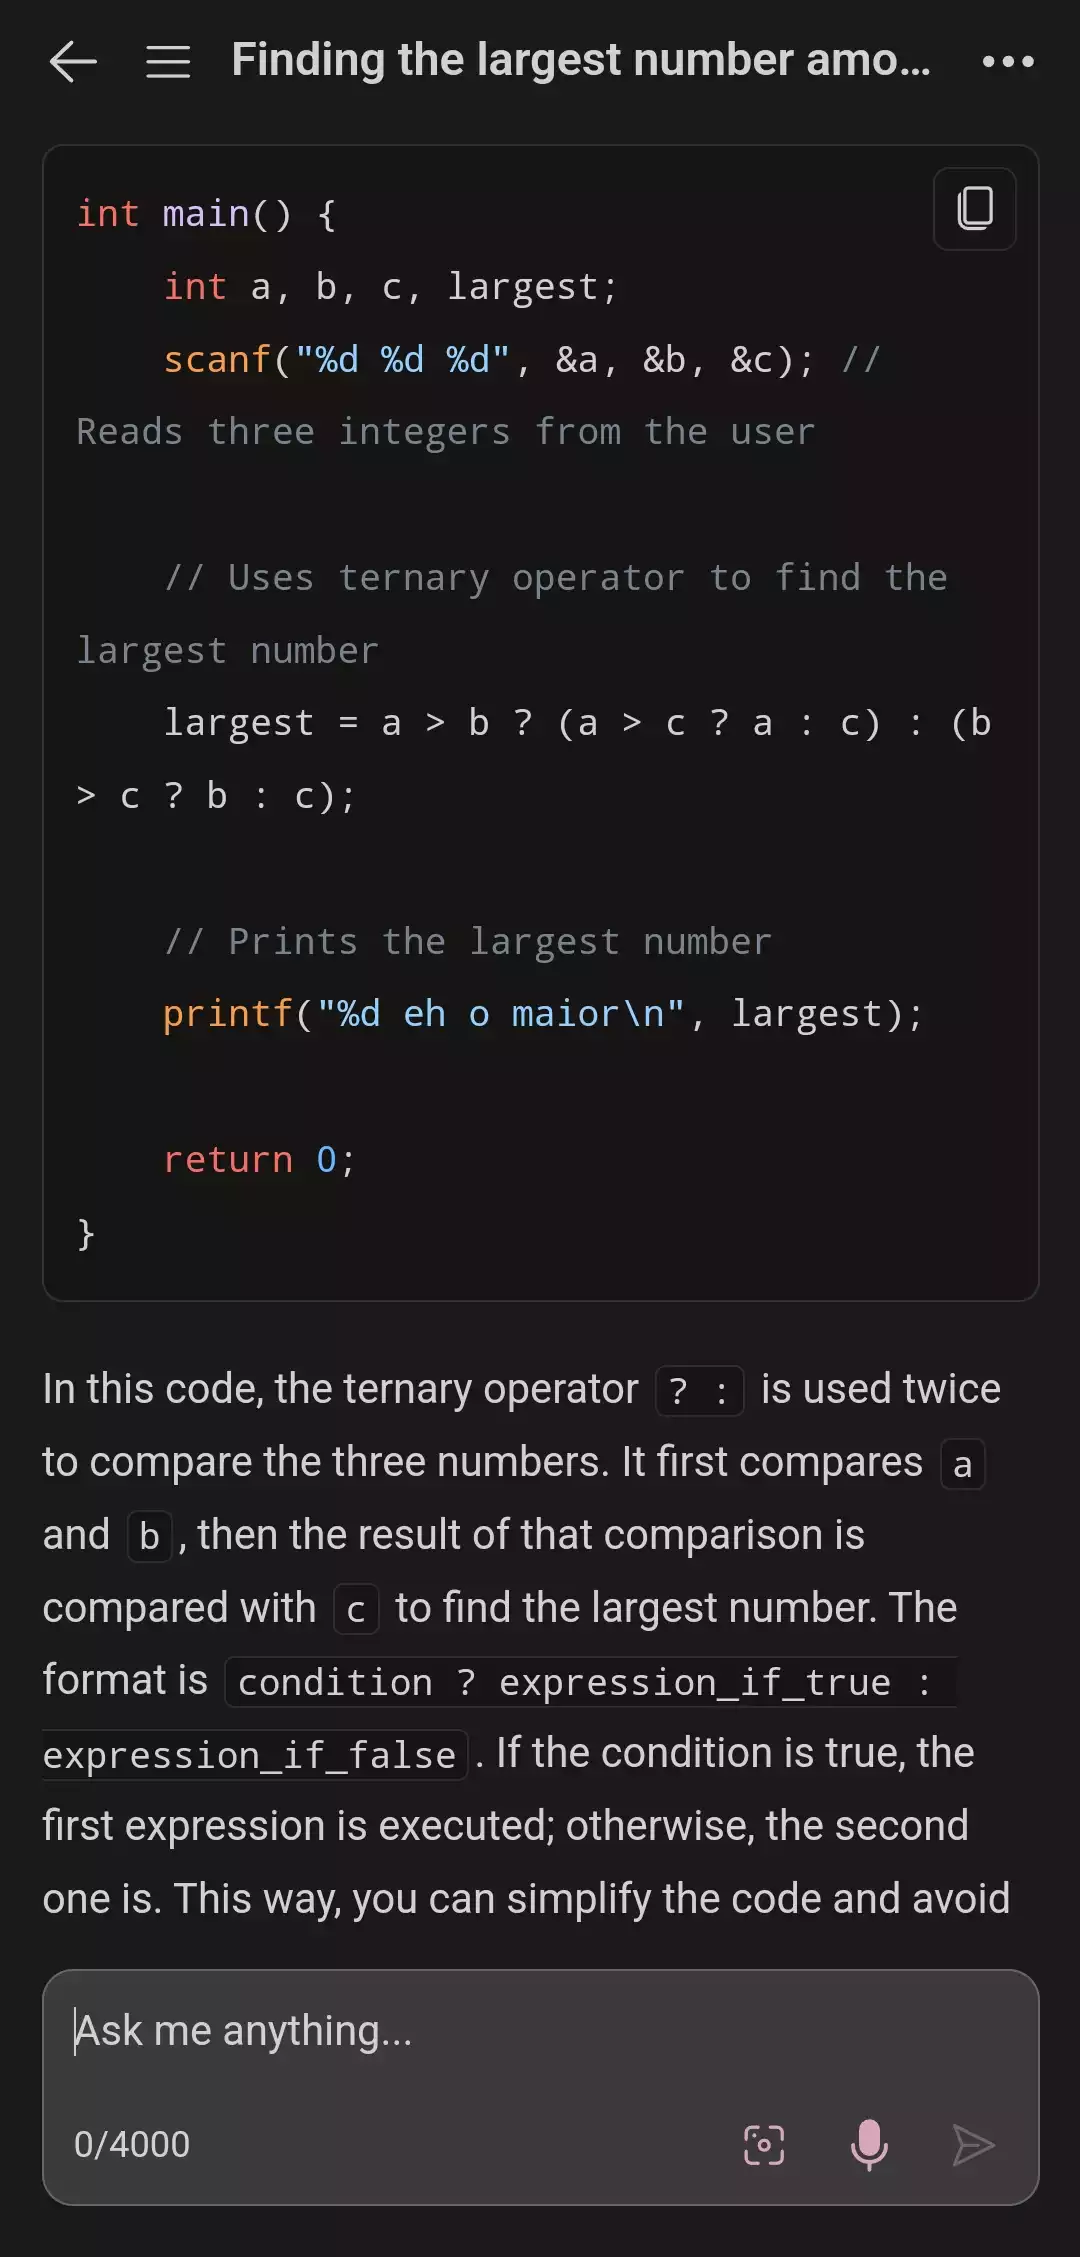 Finding the largest number amo...
int main() {
    int a, b, c, largest;
    scanf("%d %d %d", &a, &b, &c); //
Reads three integers from the user
    // Uses ternary operator to find the
largest number
    largest = a > b ? (a > c ? a : c) : (b
> c ? b : c);
    // Prints the largest number
    printf("%d eh o maior\n", largest);
    return 0;
}
In this code, the ternary operator ? : is used twice
to compare the three numbers. It first compares a
and b, then the result of that comparison is
compared with c to find the largest number. The
format is condition ? expression_if_true :
expression_if_false. If the condition is true, the
first expression is executed; otherwise, the second
one is. This way, you can simplify the code and avoid
Ask me anything...
0/4000